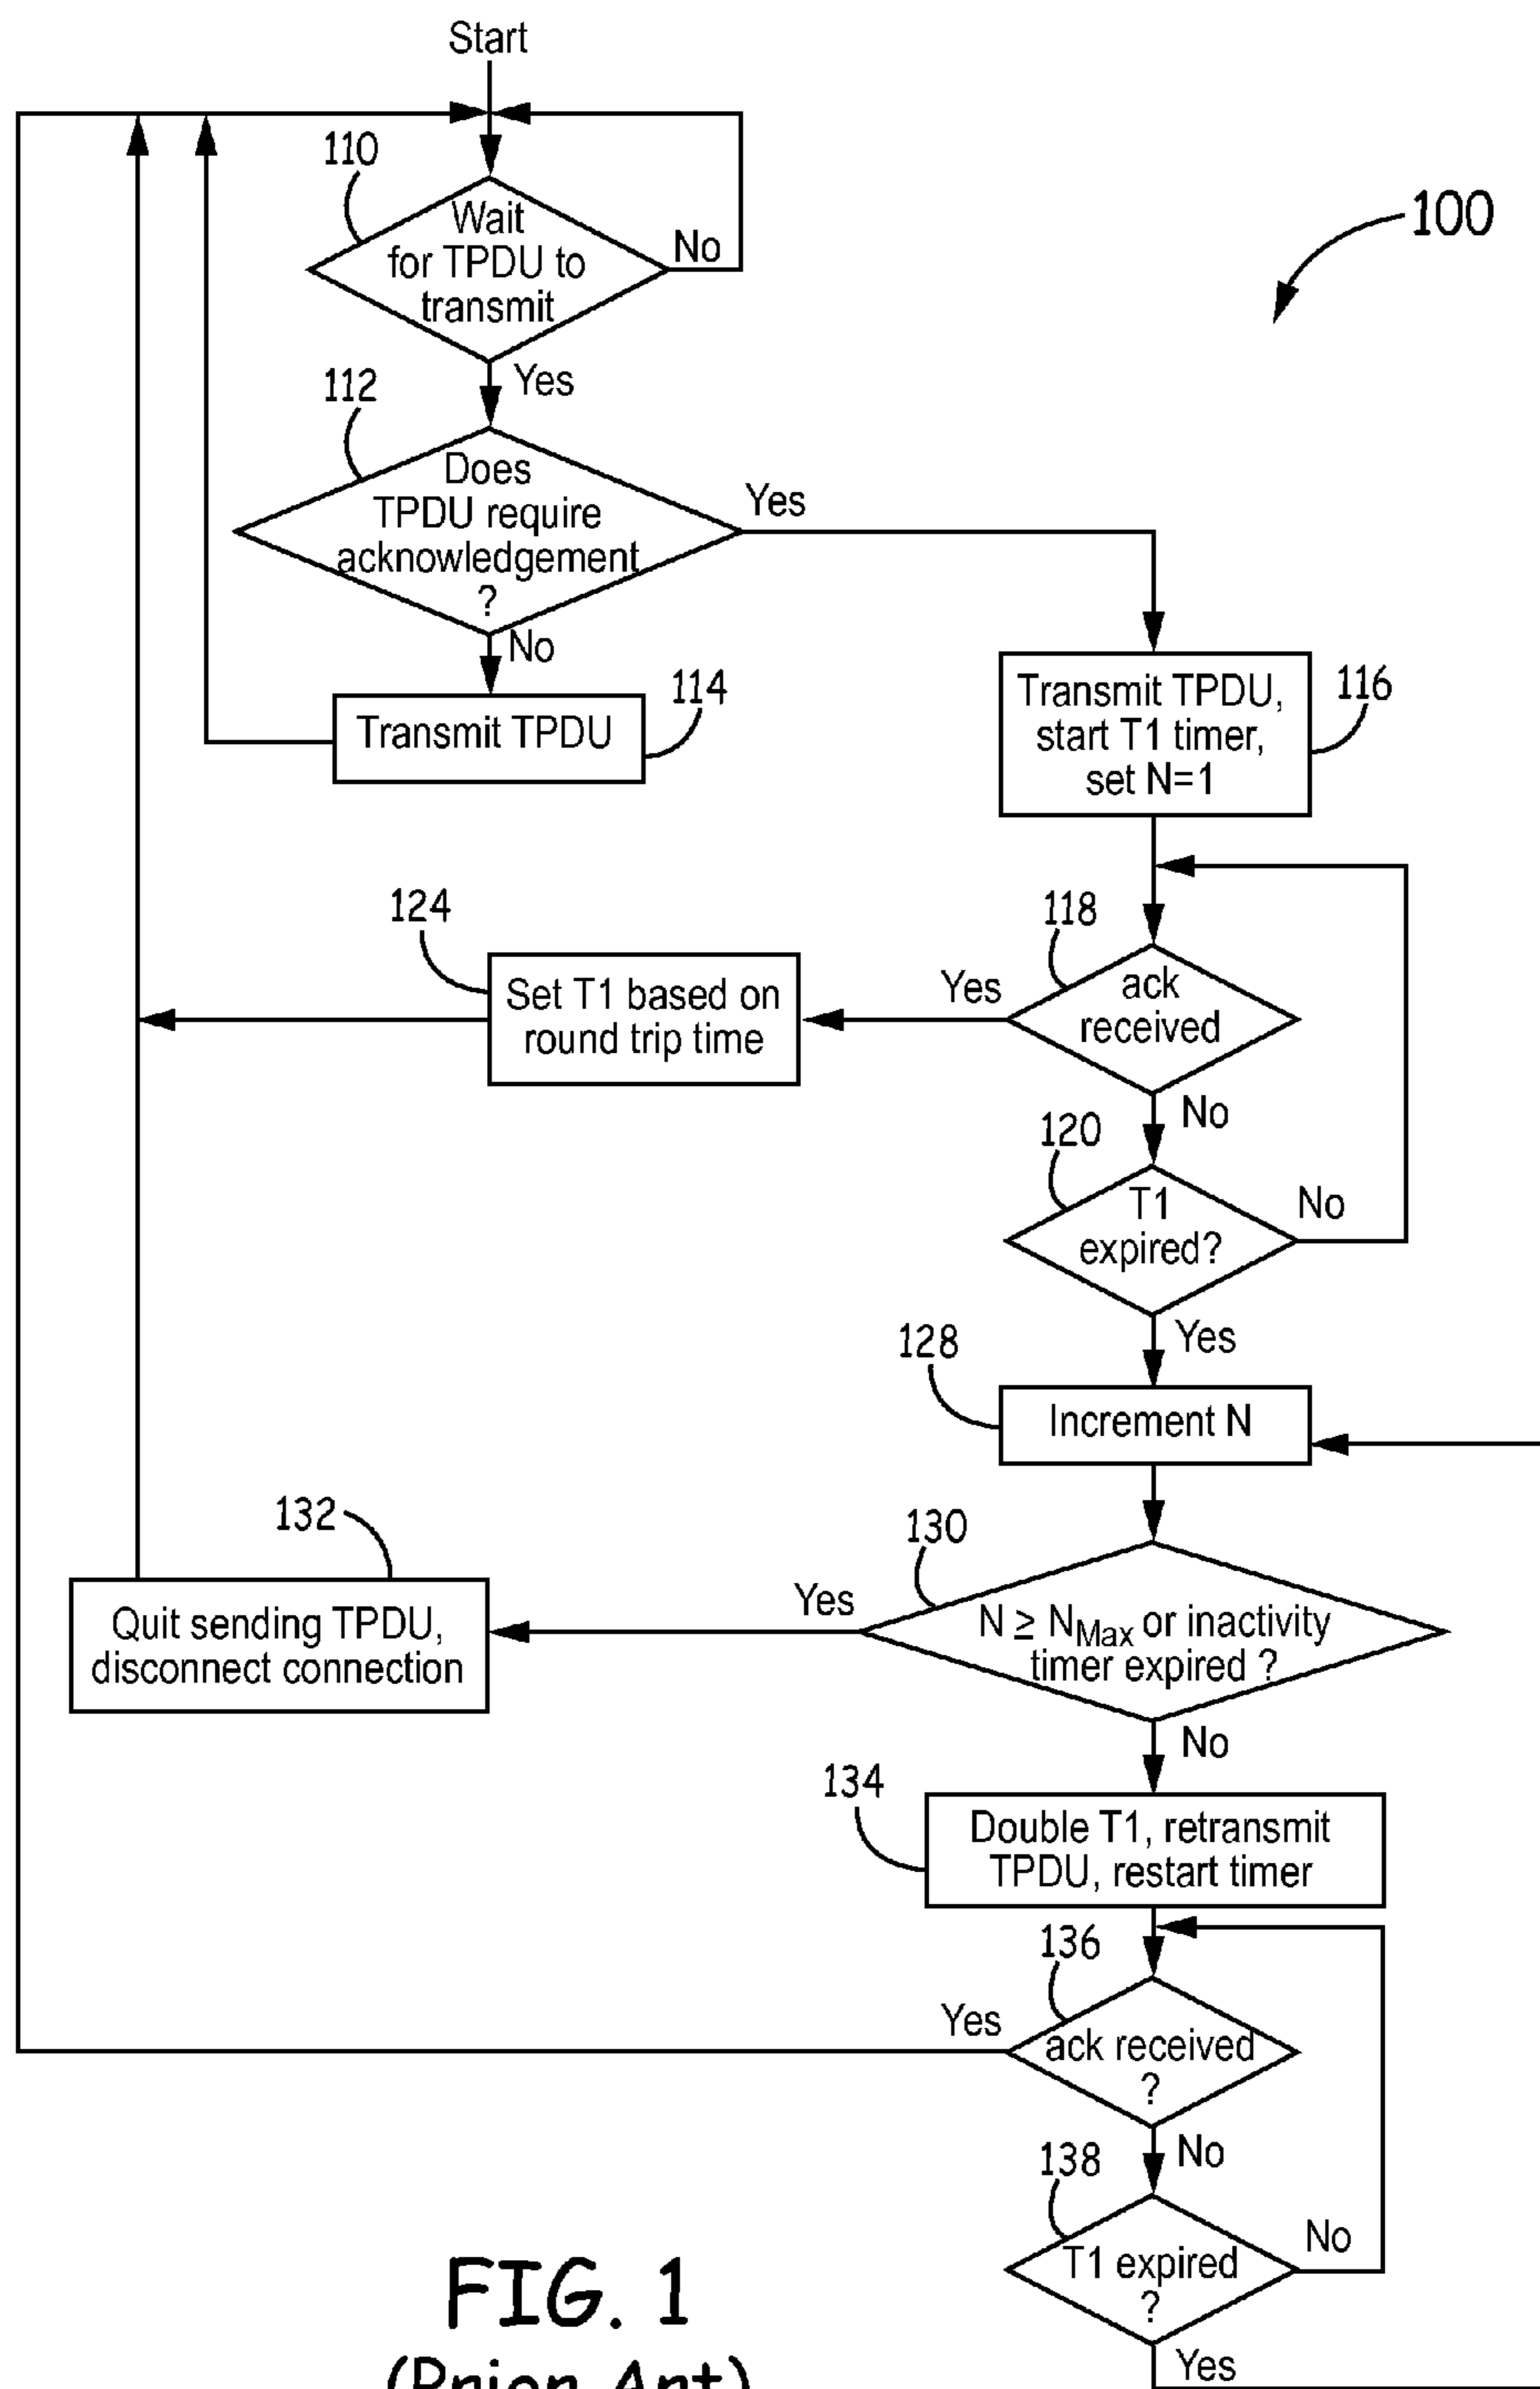 Start
110
Wait
for TPDU to
transmit
No
100
Yes
112
Does
TPDU require
acknowledgement
?
Yes
No
114
Transmit TPDU
Transmit TPDU,
start T1 timer,
set N=1
116
124
Set T1 based on
round trip time
Yes
118
ack
received
No
120
T1
expired?
No
Yes
128
Increment N
132
Quit sending TPDU,
disconnect connection
Yes
130
N ≥ NMax or inactivity
timer expired ?
No
134
Double T1, retransmit
TPDU, restart timer
136
Yes
ack received
?
No
138
T1 expired
?
No
Yes
FIG. 1
(Prior Art)